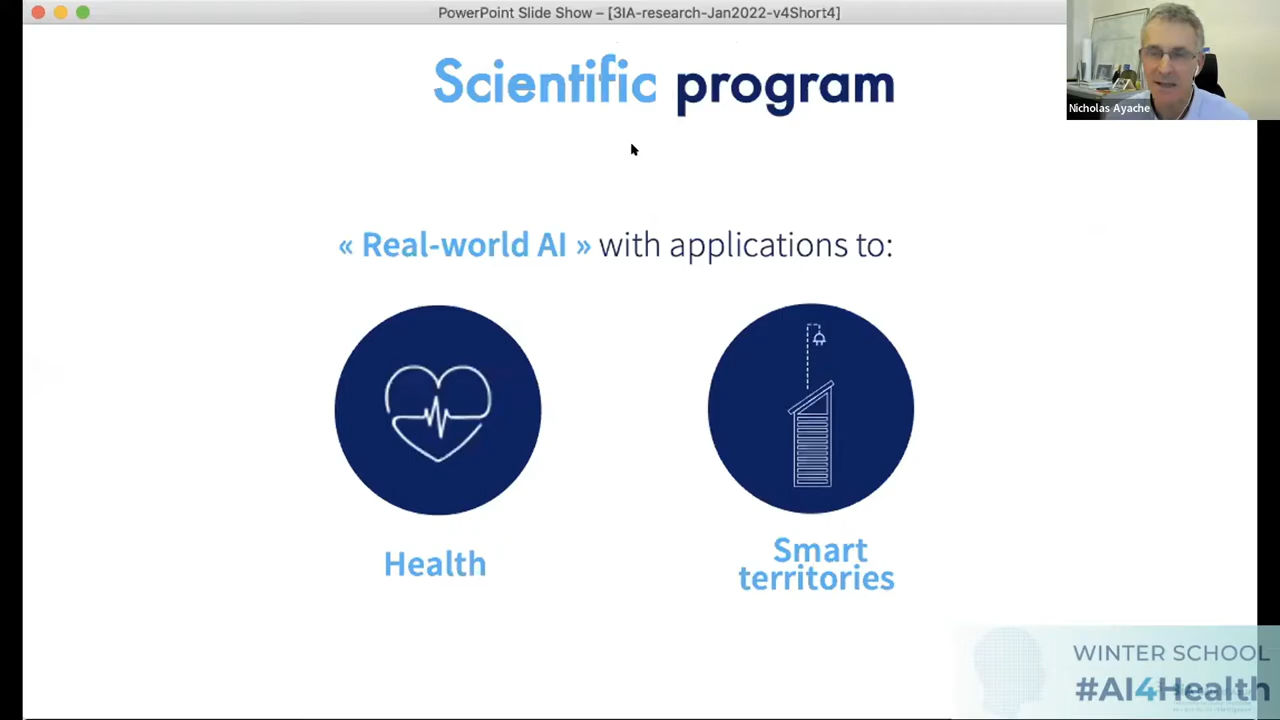 PowerPoint Slide Show – [3IA-research-Jan2022-v4Short4]
Scientific program
Nicholas Ayache
« Real-world AI » with applications to:
Health
Smart
territories
WINTER SCHOOL
#AI4Health